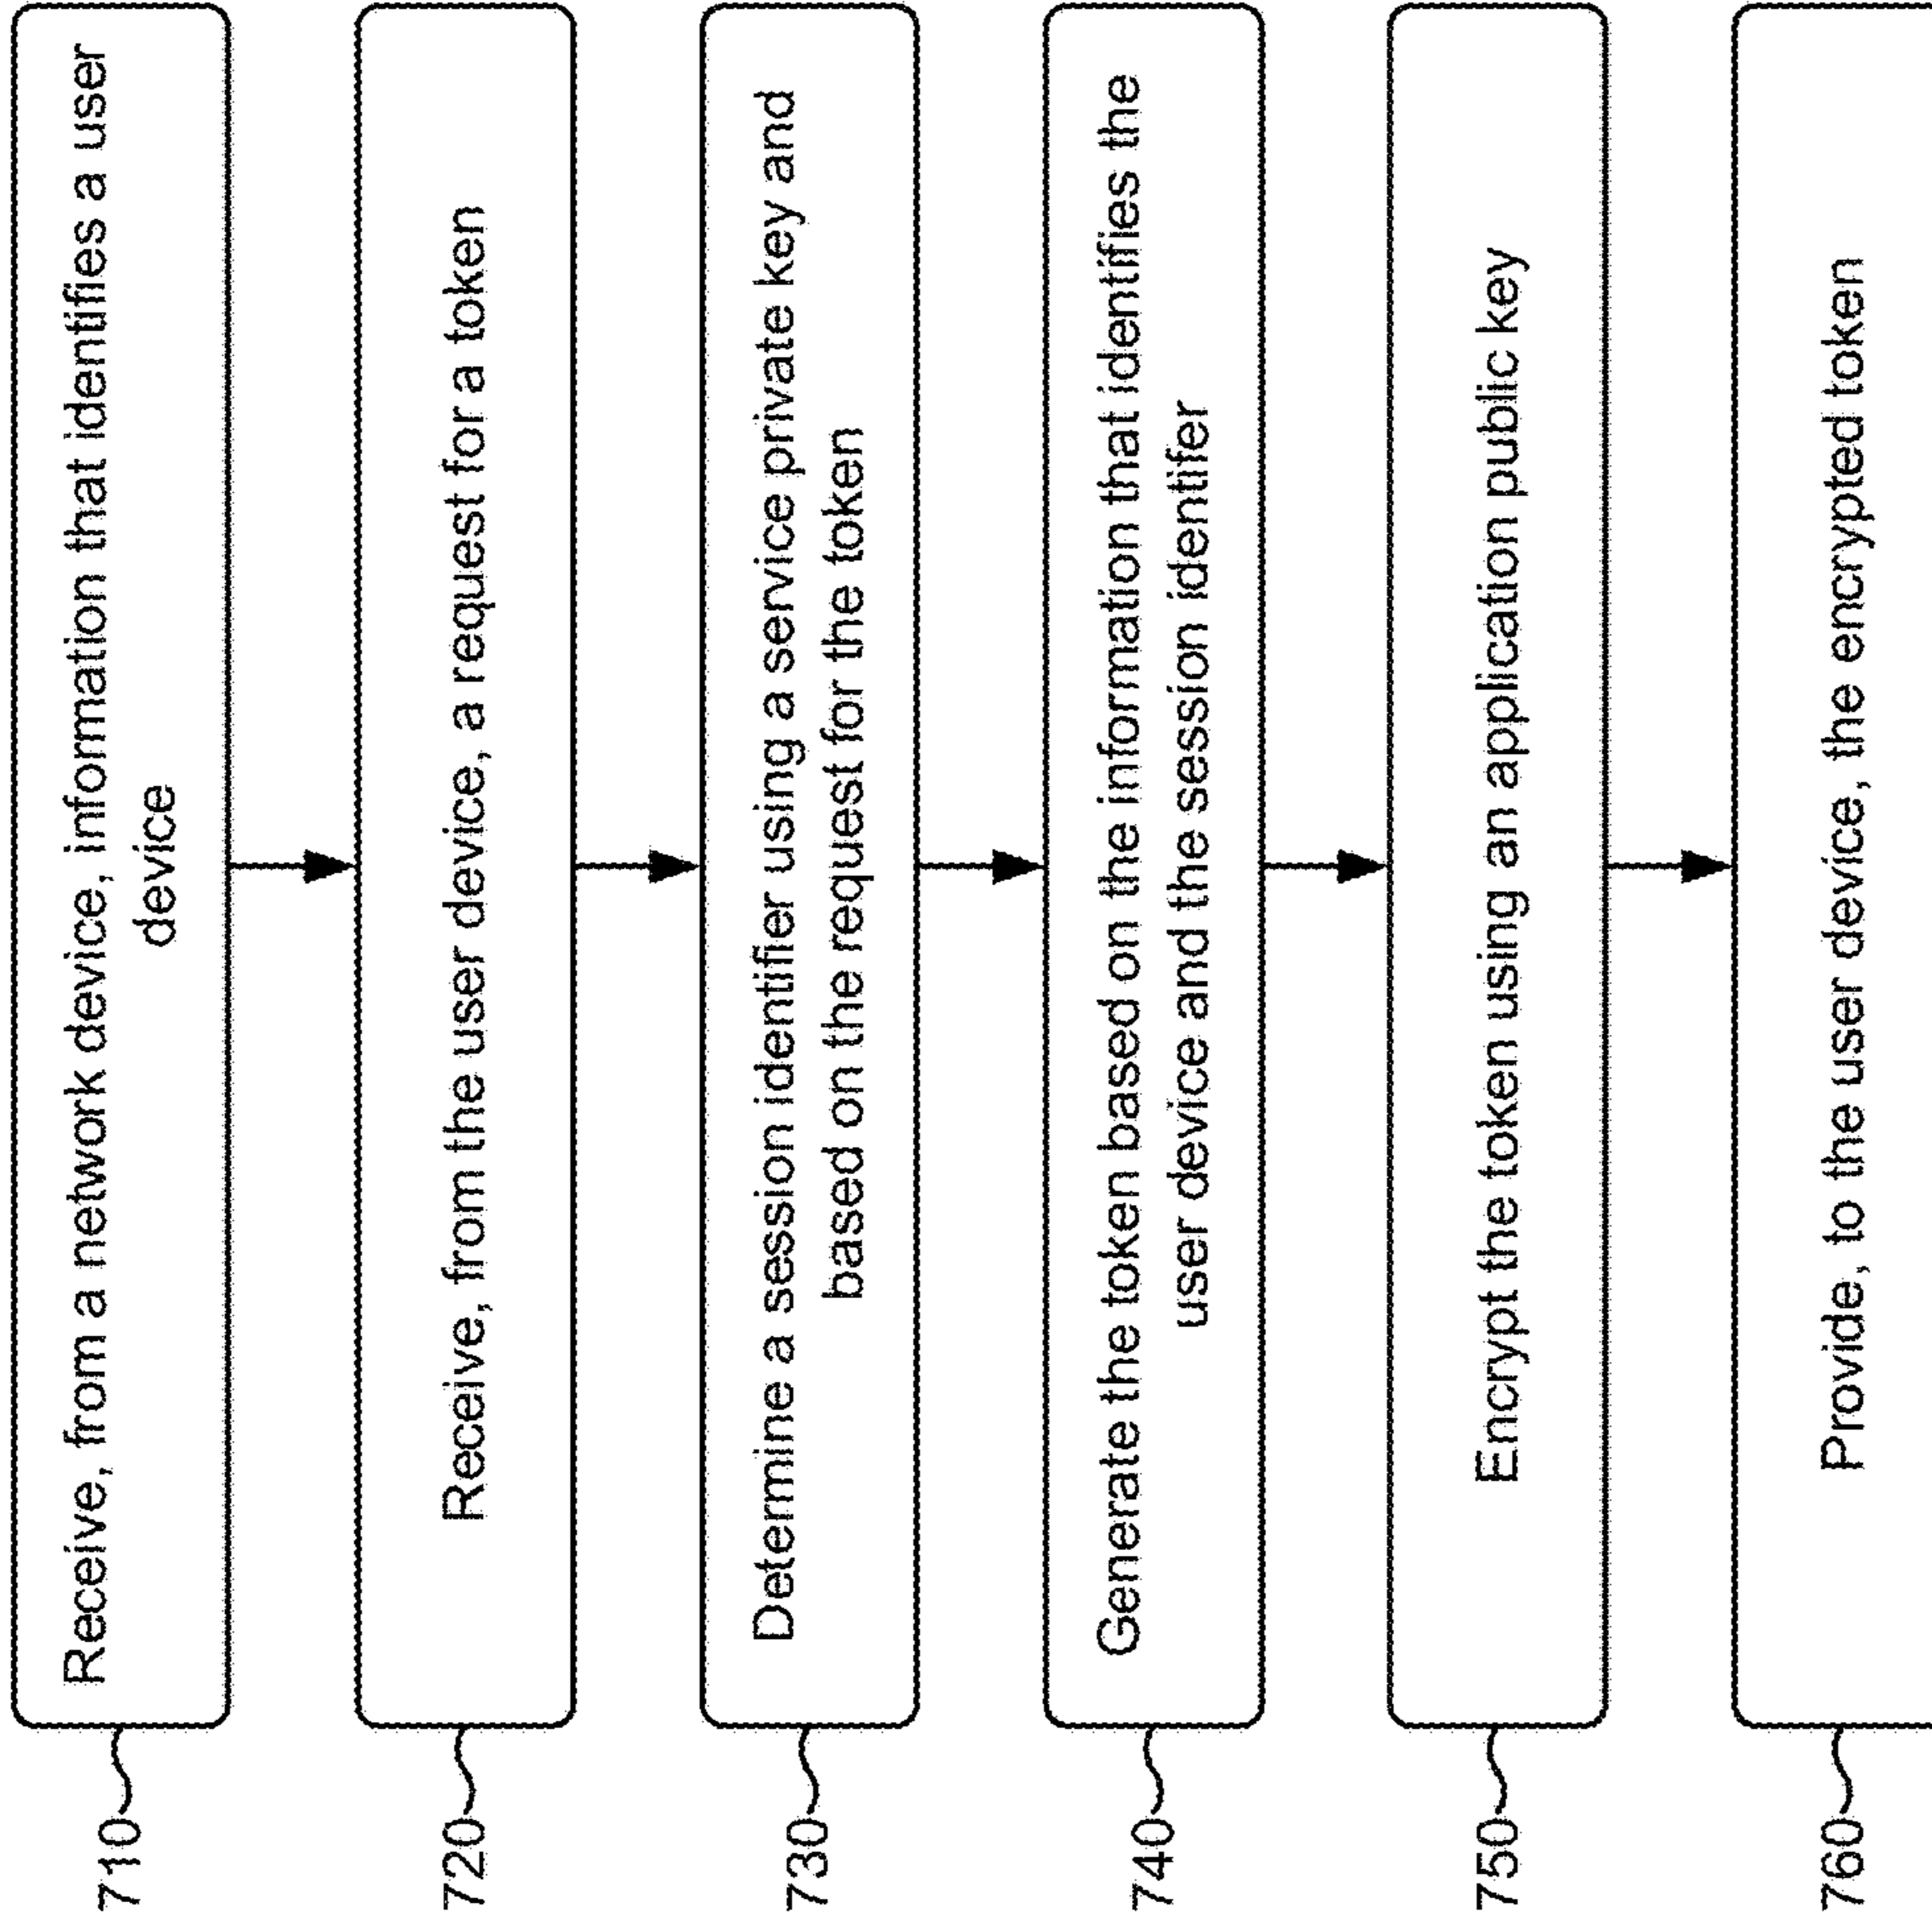 710
Receive, from a network device, information that identifies a user
device
720
Receive, from the user device, a request for a token
730
Determine a session identifier using a service private key and
based on the request for the token
740
Generate the token based on the information that identifies the
user device and the session identifer
750
Encrypt the token using an application public key
760
Provide, to the user device, the encrypted token